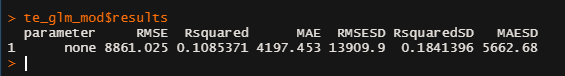 > te_glm_mod$results
  parameter     RMSE  Rsquared      MAE  RMSESD RsquaredSD   MAESD
1      none 8861.025 0.1085371 4197.453 13909.9  0.1841396 5662.68
>